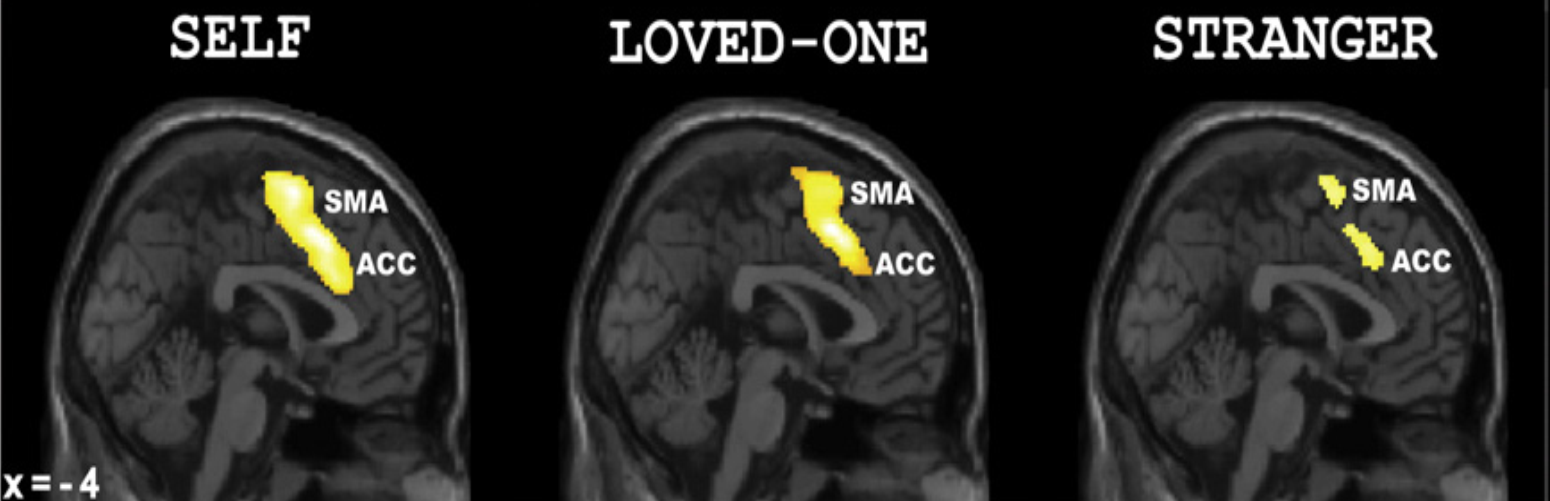 SELF
LOVED-ONE
STRANGER
SMA
ACC
SMA
ACC
SMA
ACC
x = - 4